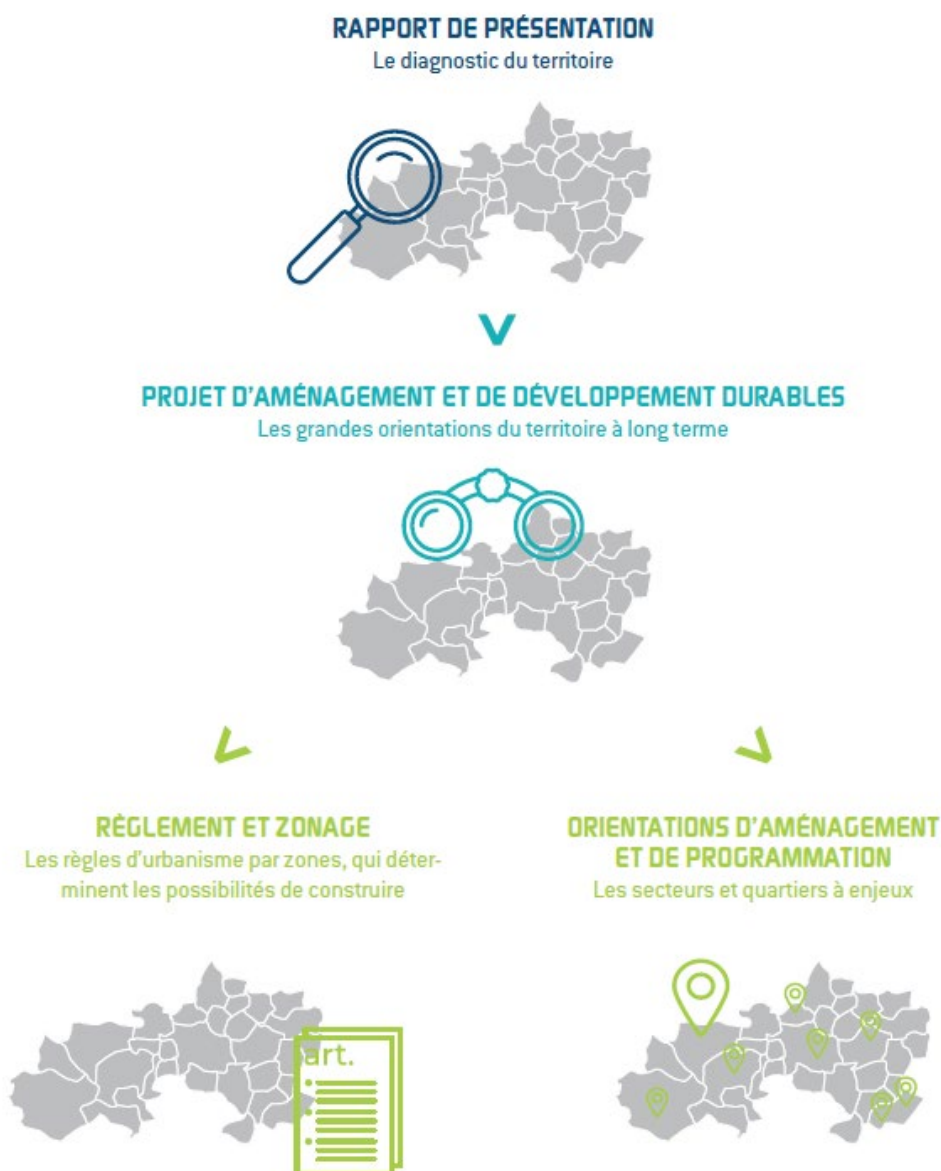 RAPPORT DE PRÉSENTATION
Le diagnostic du territoire
PROJET D'AMÉNAGEMENT ET DE DÉVELOPPEMENT DURABLES
Les grandes orientations du territoire à long terme
RÈGLEMENT ET ZONAGE
Les règles d'urbanisme par zones, qui déter-
minent les possibilités de construire
art.
ORIENTATIONS D'AMÉNAGEMENT
ET DE PROGRAMMATION
Les secteurs et quartiers à enjeux